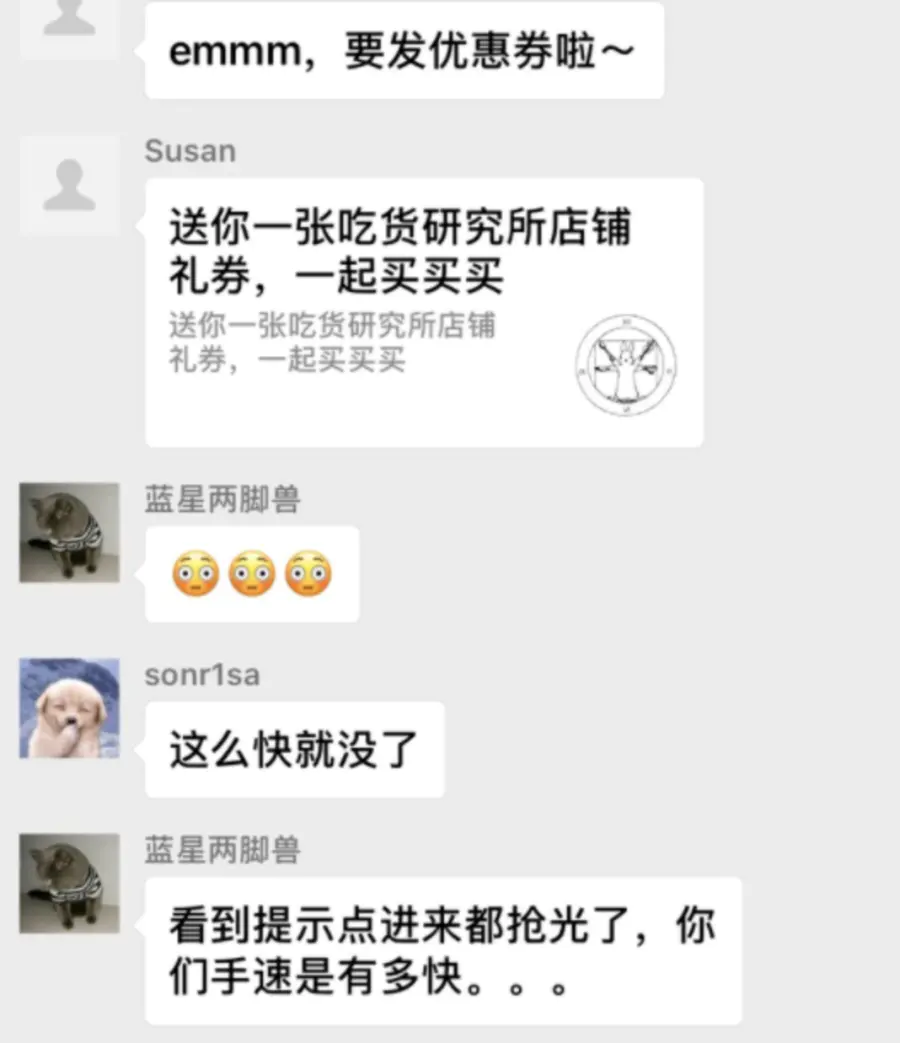 emmm，要发优惠券啦～
Susan
送你一张吃货研究所店铺
礼券，一起买买买
送你一张吃货研究所店铺
礼券，一起买买买
蓝星两脚兽
😳😳😳
sonr1sa
这么快就没了
蓝星两脚兽
看到提示点进来都抢光了，你
们手速是有多快。。。